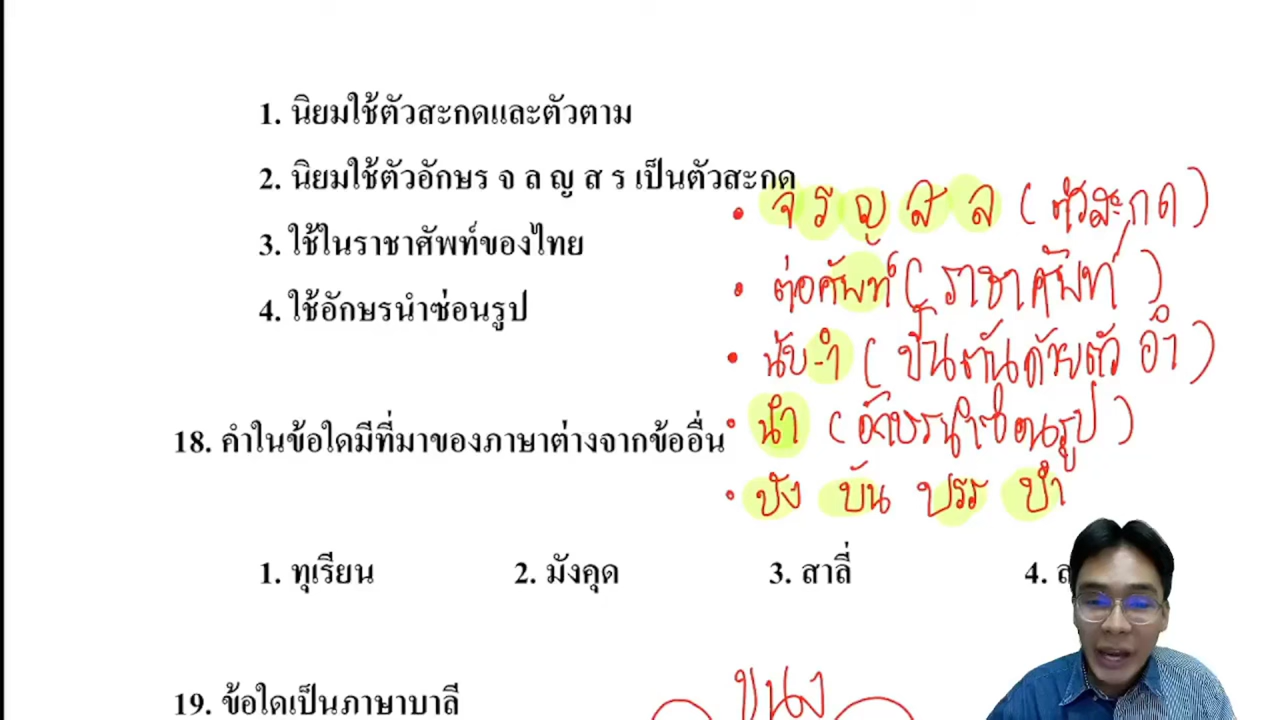 1. นิยมใช้ตัวสะกดและตัวตาม
2. นิยมใช้ตัวอักษร จ ล ญ ส ร เป็นตัวสะกด
• จ ร ญ ส ล (ตัวสะกด)
3. ใช้ในราชาศัพท์ของไทย
• ต่อศัพท์ (ราชาศัพท์)
4. ใช้อักษรนำซ่อนรูป
• นับ -ำ (ขึ้นต้นด้วยตัว อำ)
18. คำในข้อใดมีที่มาของภาษาต่างจากข้ออื่น
• นำ (อักษรนำซ่อนรูป)
• บัง บัน บรร บำ
1. ทุเรียน 2. มังคุด 3. สาลี่ 4.
19. ข้อใดเป็นภาษาบาลี
ขนง